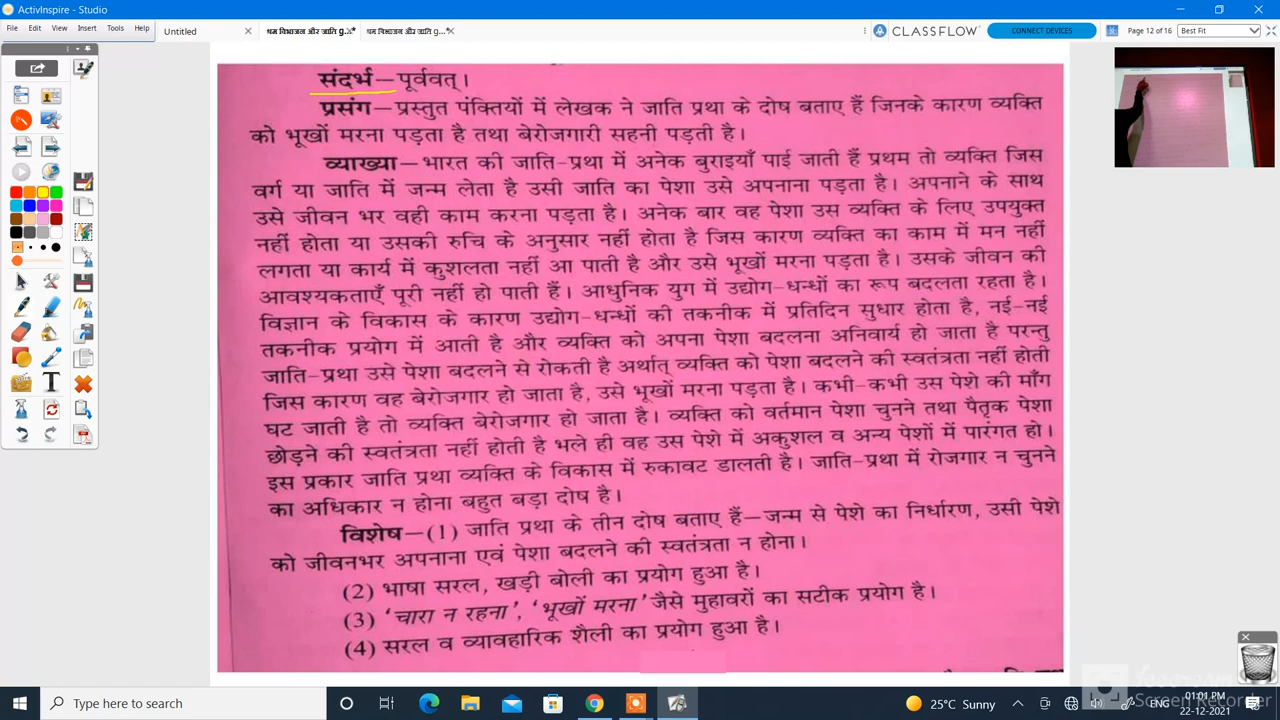 ActivInspire - Studio
File Edit View Insert Tools Help
Untitled
श्रम विभाजन और जाति g...*
श्रम विभाजन और जाति g...*
CLASSFLOW
CONNECT DEVICES
Page 12 of 16
Best Fit
संदर्भ—पूर्ववत्।
प्रसंग—प्रस्तुत पंक्तियों में लेखक ने जाति प्रथा के दोष बताए हैं जिनके कारण व्यक्ति
को भूखों मरना पड़ता है तथा बेरोजगारी सहनी पड़ती है।
व्याख्या—भारत की जाति-प्रथा में अनेक बुराइयाँ पाई जाती हैं प्रथम तो व्यक्ति जिस
वर्ग या जाति में जन्म लेता है उसी जाति का पेशा उसे अपनाना पड़ता है। अपनाने के साथ
उसे जीवन भर वही काम करना पड़ता है। अनेक बार वह पेशा उस व्यक्ति के लिए उपयुक्त
नहीं होता या उसकी रुचि के अनुसार नहीं होता है जिस कारण व्यक्ति का काम में मन नहीं
लगता या कार्य में कुशलता नहीं आ पाती है और उसे भूखों मरना पड़ता है। उसके जीवन की
आवश्यकताएँ पूरी नहीं हो पाती हैं। आधुनिक युग में उद्योग-धन्धों का रूप बदलता रहता है।
विज्ञान के विकास के कारण उद्योग-धन्धों की तकनीक में प्रतिदिन सुधार होता है, नई-नई
तकनीक प्रयोग में आती है और व्यक्ति को अपना पेशा बदलना अनिवार्य हो जाता है परन्तु
जाति-प्रथा उसे पेशा बदलने से रोकती है अर्थात् व्यक्ति को पेशा बदलने की स्वतंत्रता नहीं होती
जिस कारण वह बेरोजगार हो जाता है, उसे भूखों मरना पड़ता है। कभी-कभी उस पेशे की माँग
घट जाती है तो व्यक्ति बेरोजगार हो जाता है। व्यक्ति को वर्तमान पेशा चुनने तथा पैतृक पेशा
छोड़ने की स्वतंत्रता नहीं होती है भले ही वह उस पेशे में अकुशल व अन्य पेशों में पारंगत हो।
इस प्रकार जाति प्रथा व्यक्ति के विकास में रुकावट डालती है। जाति-प्रथा में रोजगार न चुनने
का अधिकार न होना बहुत बड़ा दोष है।
विशेष—(1) जाति प्रथा के तीन दोष बताए हैं—जन्म से पेशे का निर्धारण, उसी पेशे
को जीवनभर अपनाना एवं पेशा बदलने की स्वतंत्रता न होना।
(2) भाषा सरल, खड़ी बोली का प्रयोग हुआ है।
(3) 'चारा न रहना', 'भूखों मरना' जैसे मुहावरों का सटीक प्रयोग है।
(4) सरल व व्यावहारिक शैली का प्रयोग हुआ है।
Screen Recorder
Type here to search
25°C Sunny
ENG
01:01 PM
22-12-2021